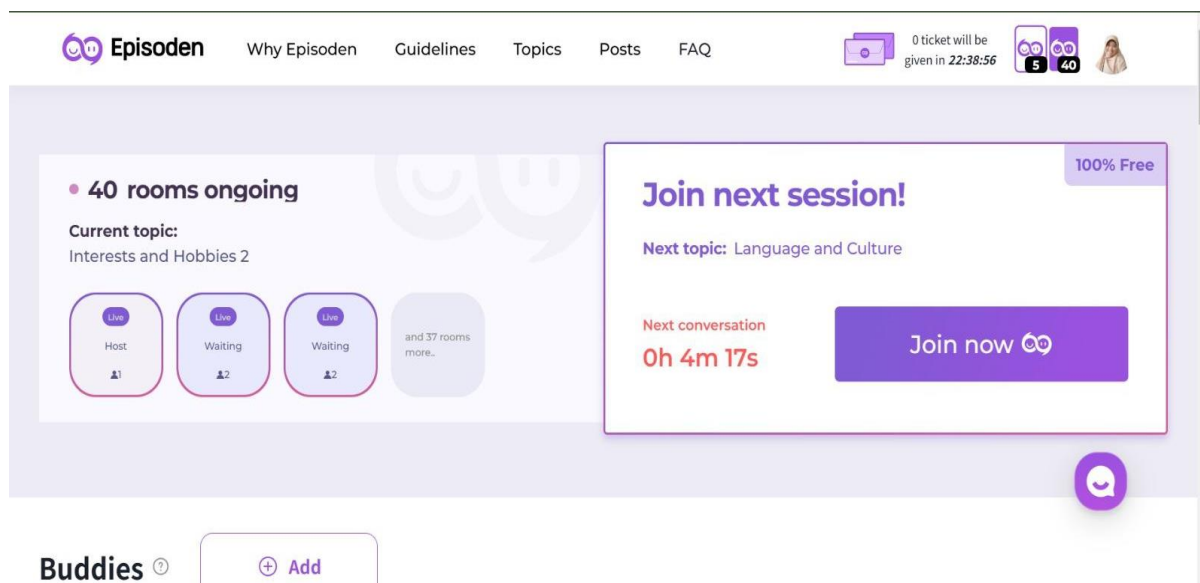 Episoden
Why Episoden
Guidelines
Topics
Posts
FAQ
0 ticket will be
given in 22:38:56
5
40
40 rooms ongoing
Current topic:
Interests and Hobbies 2
Live
Host
1
Live
Waiting
2
Live
Waiting
2
and 37 rooms
more..
100% Free
Join next session!
Next topic: Language and Culture
Next conversation
0h 4m 17s
Join now
Buddies ?
Add